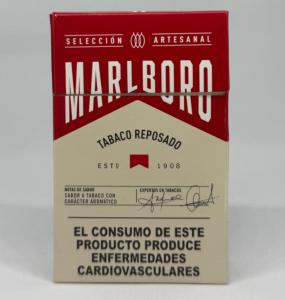 SELECCIÓN ARTESANAL
MARLBORO
TABACO REPOSADO
ESTD 1908
NOTAS DE SABOR
SABOR A TABACO CON
CARÁCTER AROMÁTICO
EXPERTOS EN TABACOS
EL CONSUMO DE ESTE
PRODUCTO PRODUCE
ENFERMEDADES
CARDIOVASCULARES